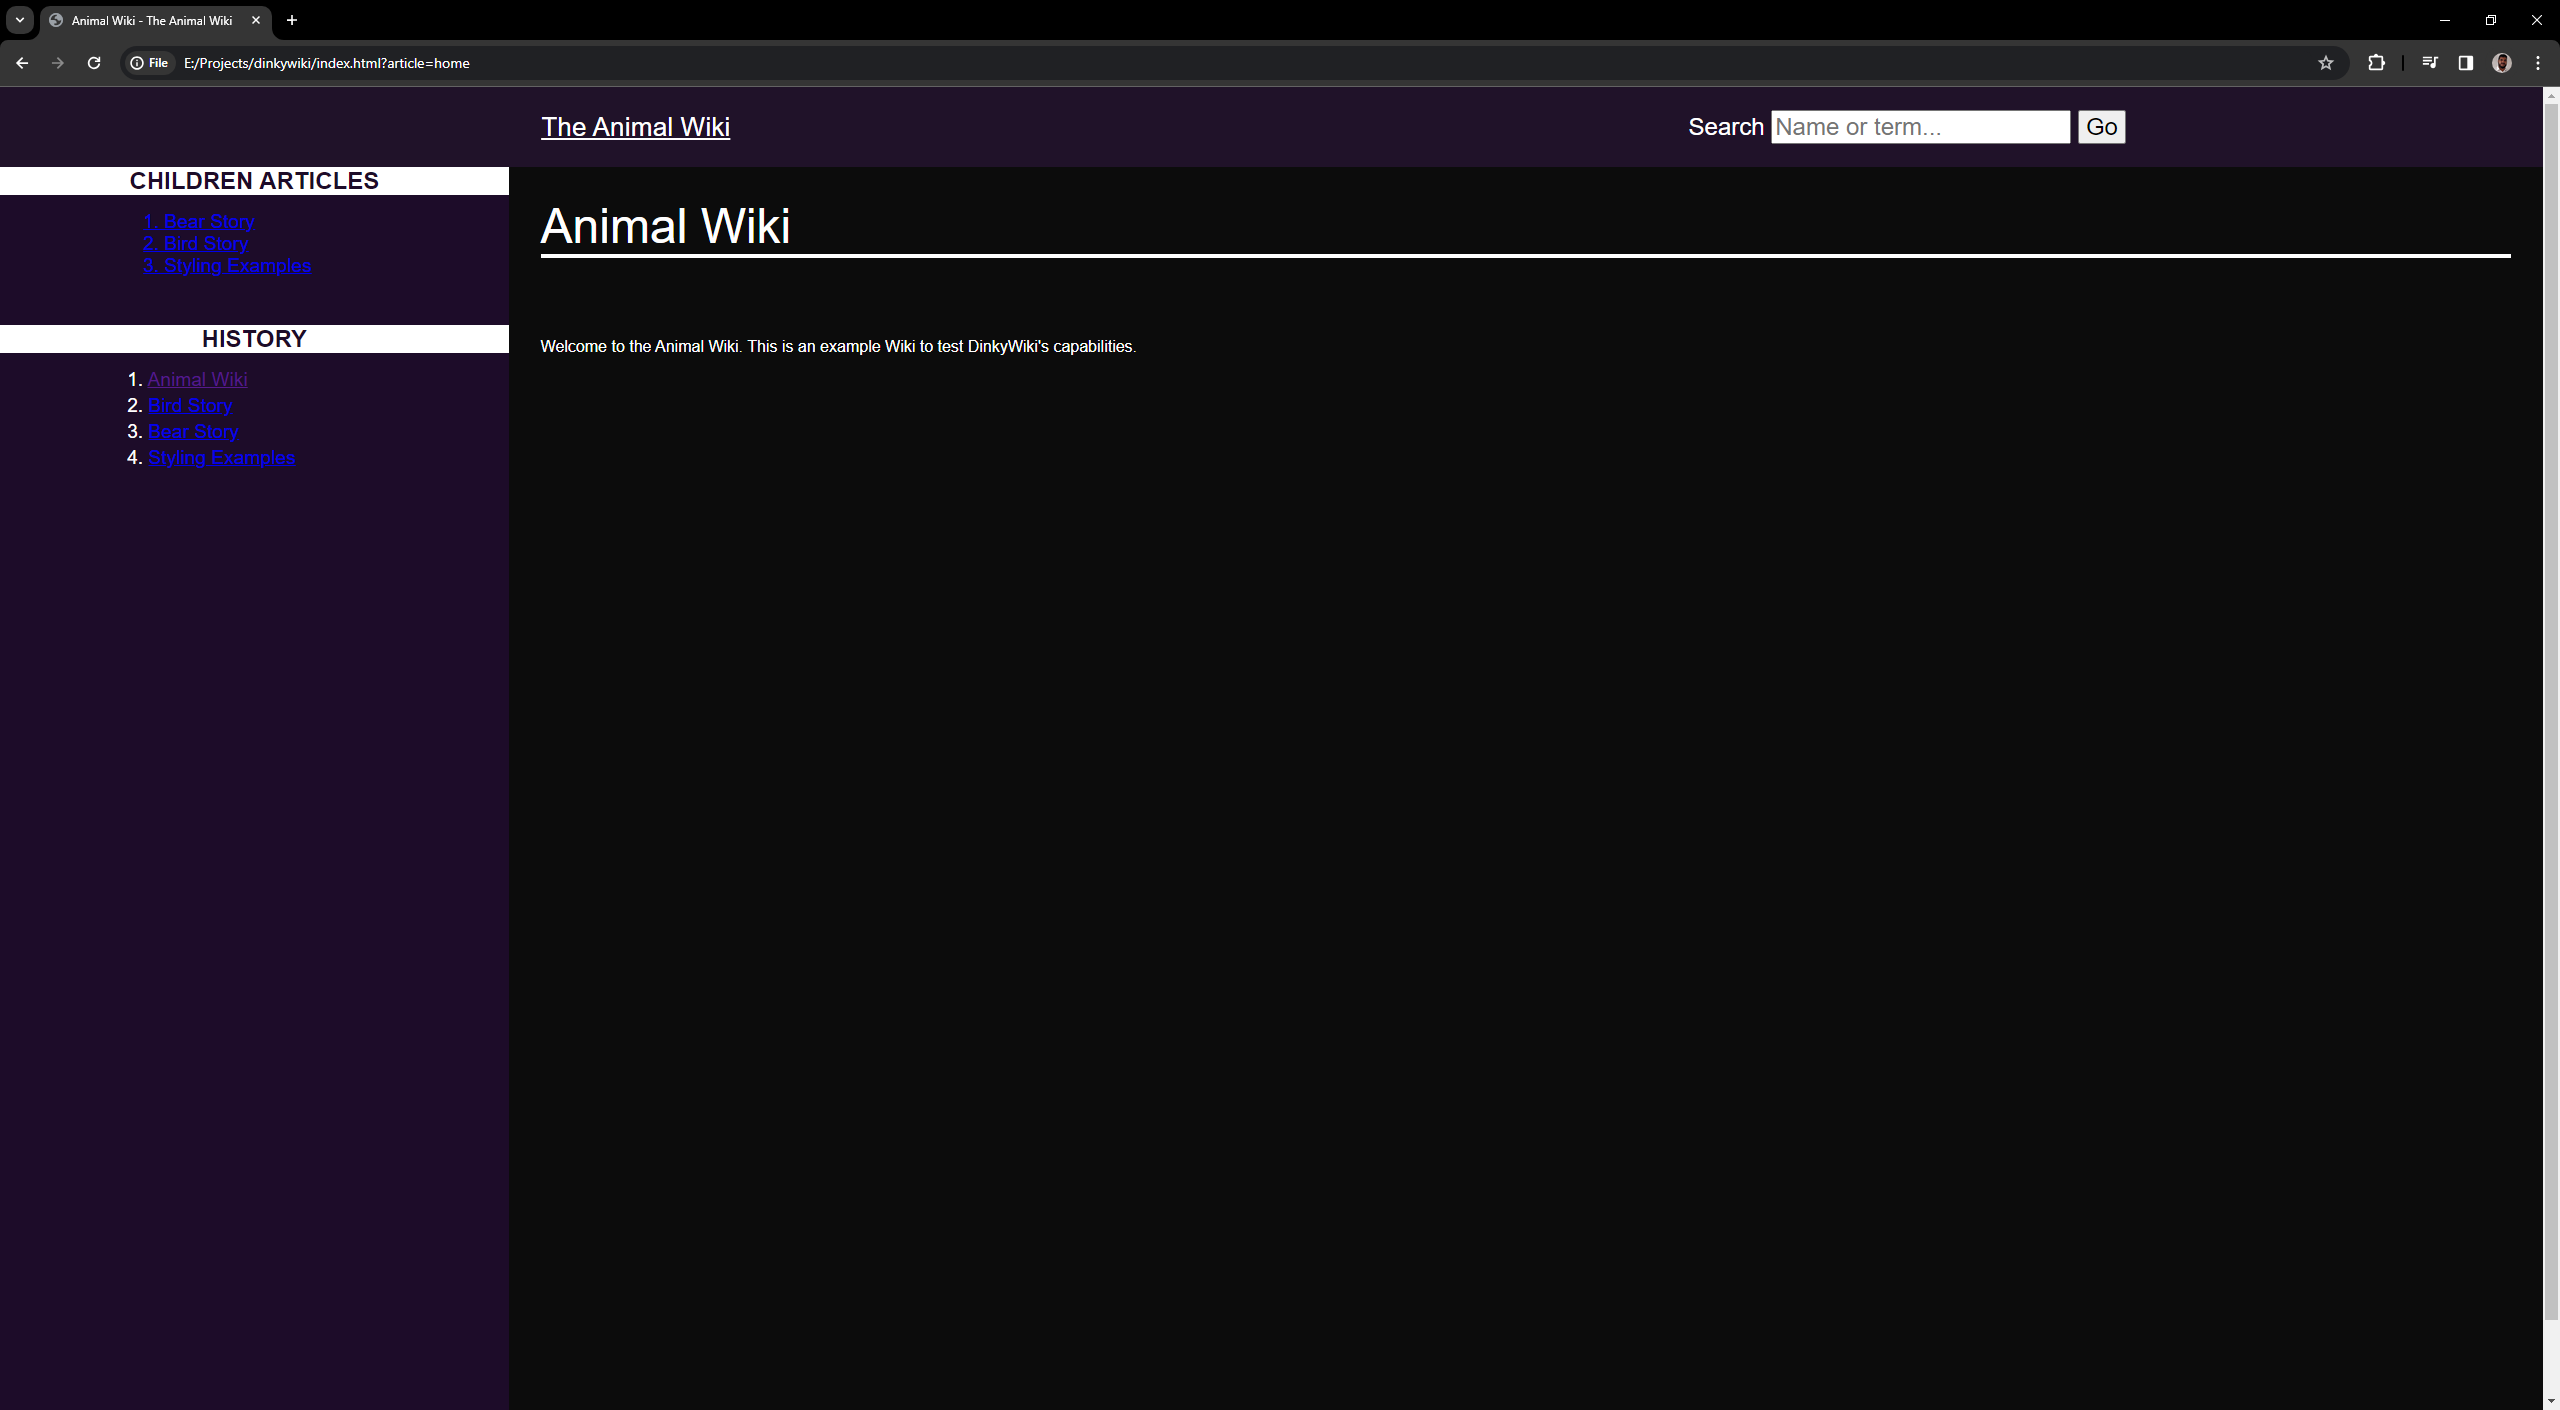 Animal Wiki - The Animal Wiki
File E:/Projects/dinkywiki/index.html?article=home
The Animal Wiki
Search Name or term... Go
CHILDREN ARTICLES
1. Bear Story
2. Bird Story
3. Styling Examples
HISTORY
1. Animal Wiki
2. Bird Story
3. Bear Story
4. Styling Examples
Animal Wiki
Welcome to the Animal Wiki. This is an example Wiki to test DinkyWiki's capabilities.